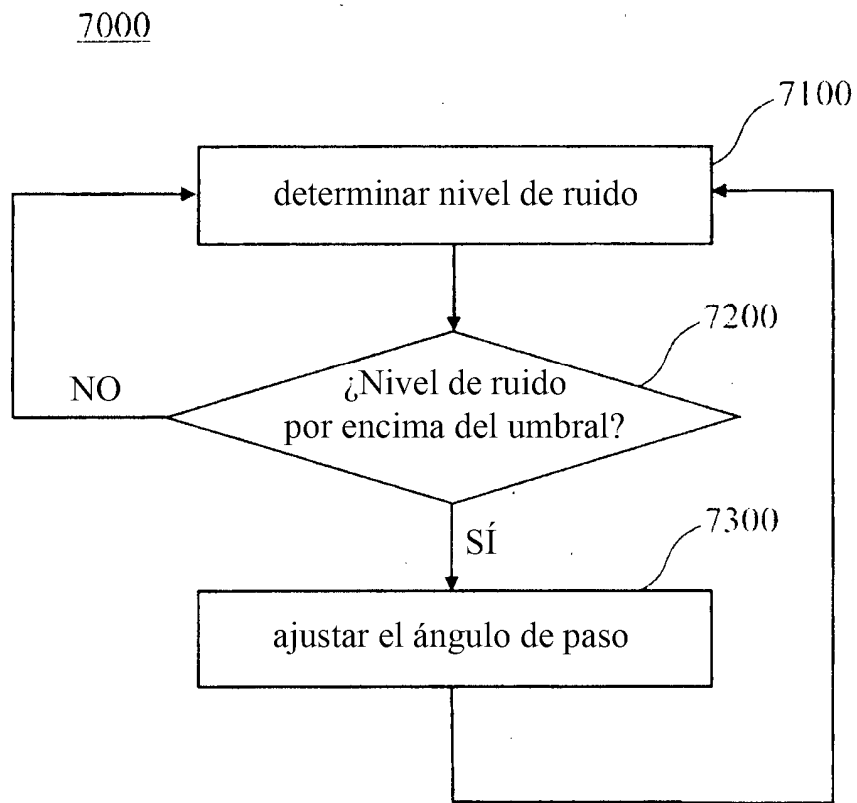 7000
7100
determinar nivel de ruido
7200
¿Nivel de ruido
por encima del umbral?
NO
SÍ
7300
ajustar el ángulo de paso